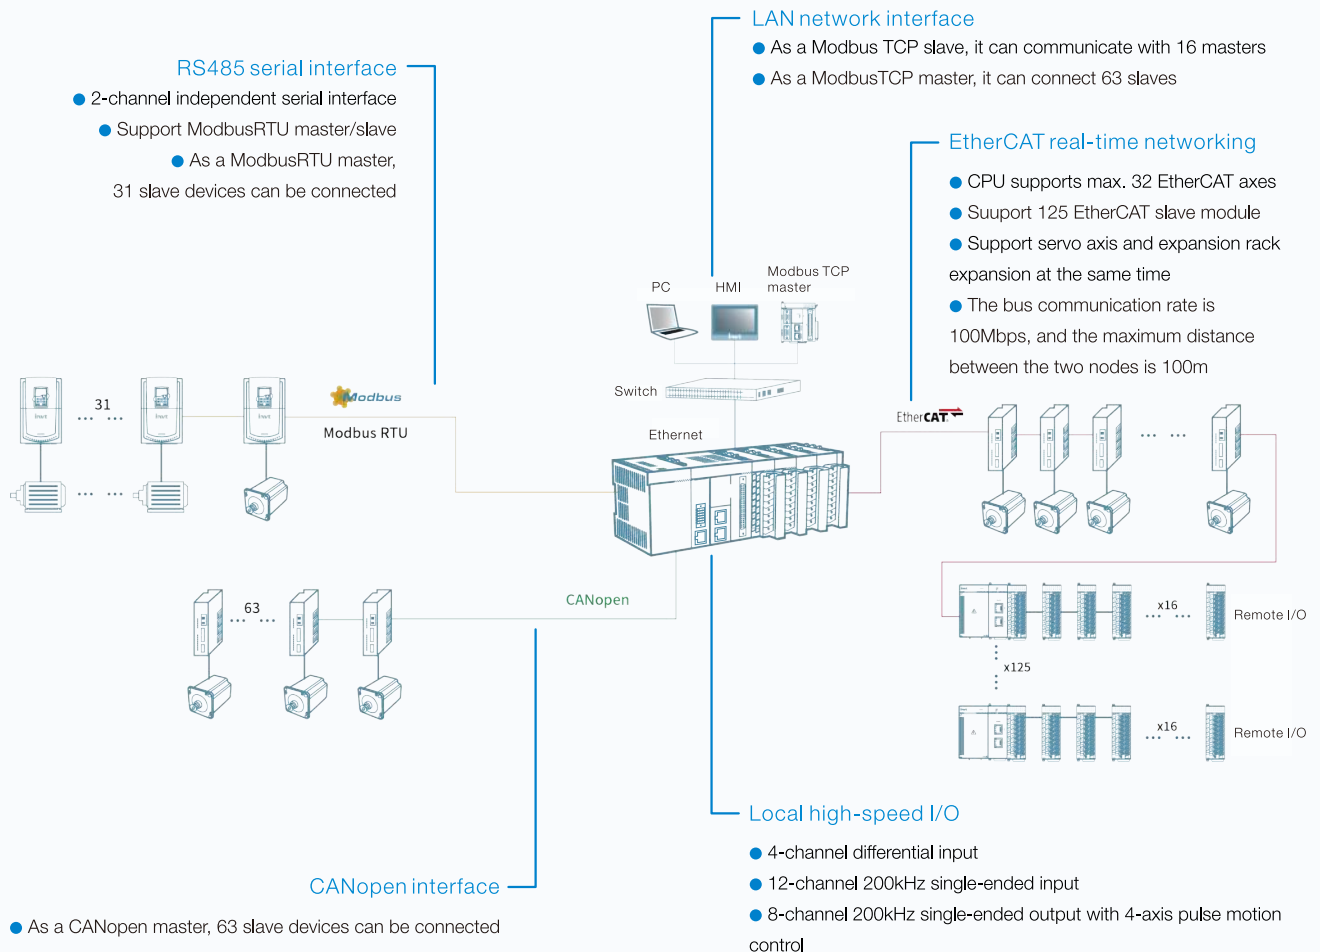 LAN network interface
● As a Modbus TCP slave, it can communicate with 16 masters
● As a ModbusTCP master, it can connect 63 slaves
RS485 serial interface
● 2-channel independent serial interface
● Support ModbusRTU master/slave
● As a ModbusRTU master,
31 slave devices can be connected
EtherCAT real-time networking
● CPU supports max. 32 EtherCAT axes
● Suuport 125 EtherCAT slave module
● Support servo axis and expansion rack
expansion at the same time
● The bus communication rate is
100Mbps, and the maximum distance
between the two nodes is 100m
PC
HMI
Modbus TCP
master
Switch
Ethernet
31
Modbus
Modbus RTU
EtherCAT
63
CANopen
x16
Remote I/O
x125
x16
Remote I/O
Local high-speed I/O
● 4-channel differential input
● 12-channel 200kHz single-ended input
● 8-channel 200kHz single-ended output with 4-axis pulse motion
control
CANopen interface
● As a CANopen master, 63 slave devices can be connected